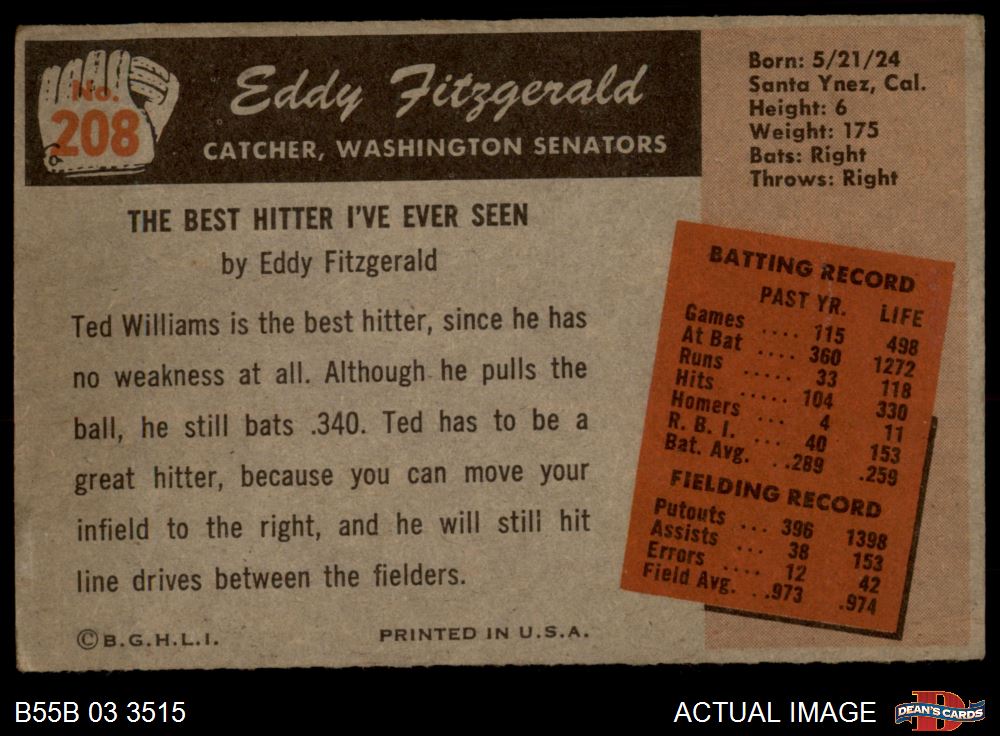 No.
208
Eddy Fitzgerald
CATCHER, WASHINGTON SENATORS
Born: 5/21/24
Santa Ynez, Cal.
Height: 6
Weight: 175
Bats: Right
Throws: Right
THE BEST HITTER I'VE EVER SEEN
by Eddy Fitzgerald
Ted Williams is the best hitter, since he has
no weakness at all. Although he pulls the
ball, he still bats .340. Ted has to be a
great hitter, because you can move your
infield to the right, and he will still hit
line drives between the fielders.
BATTING RECORD
PAST YR. LIFE
Games .... 115 498
At Bat .... 360 1272
Runs ..... 33 118
Hits ..... 104 330
Homers ... 4 11
R. B. I. ... 40 153
Bat. Avg. ..289 .259
FIELDING RECORD
Putouts ... 396 1398
Assists ... 38 153
Errors .... 12 42
Field Avg. ..973 .974
©B.G.H.L.I. PRINTED IN U.S.A.
B55B 03 3515 ACTUAL IMAGE DEAN'S CARDS